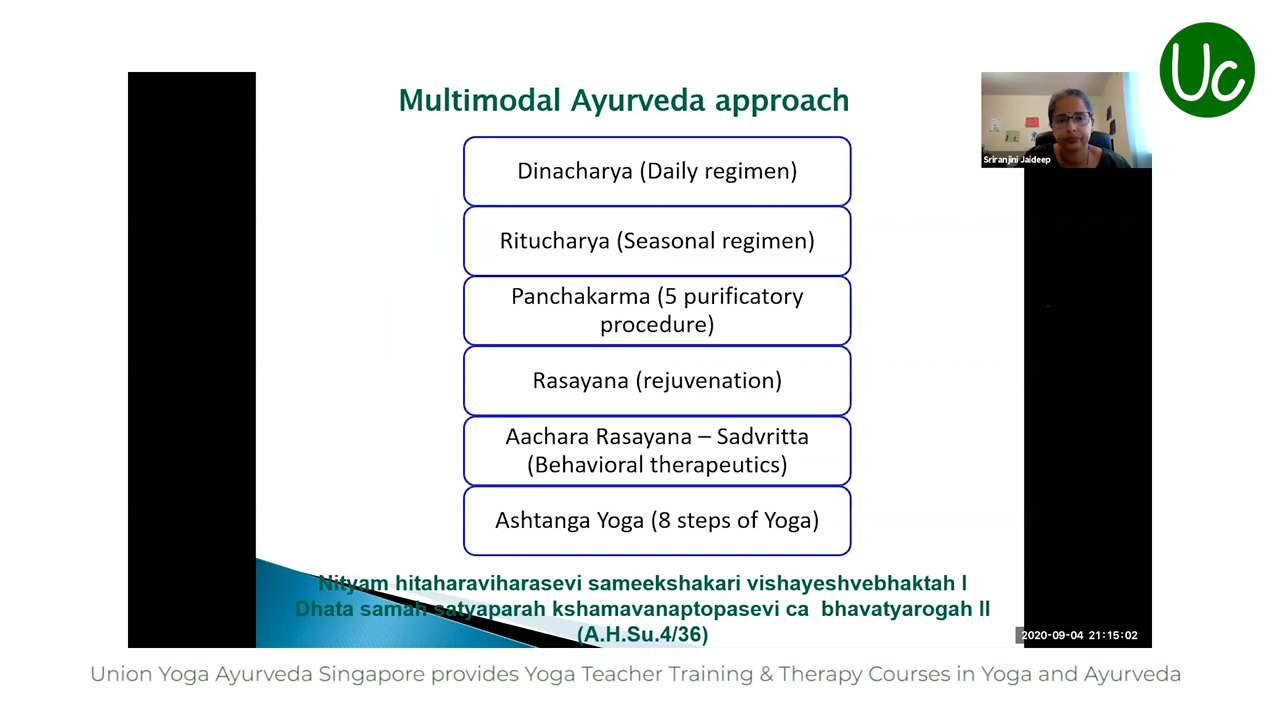 Multimodal Ayurveda approach
Uc
Sriranjini Jaideep
Dinacharya (Daily regimen)
Ritucharya (Seasonal regimen)
Panchakarma (5 purificatory
procedure)
Rasayana (rejuvenation)
Aachara Rasayana – Sadvritta
(Behavioral therapeutics)
Ashtanga Yoga (8 steps of Yoga)
Nityam hitaharaviharasevi sameekshakari vishayeshvebhaktah l
Dhata samah satyaparah kshamavanaptopasevi ca bhavatyarogah ll
(A.H.Su.4/36)
2020-09-04 21:15:02
Union Yoga Ayurveda Singapore provides Yoga Teacher Training & Therapy Courses in Yoga and Ayurveda